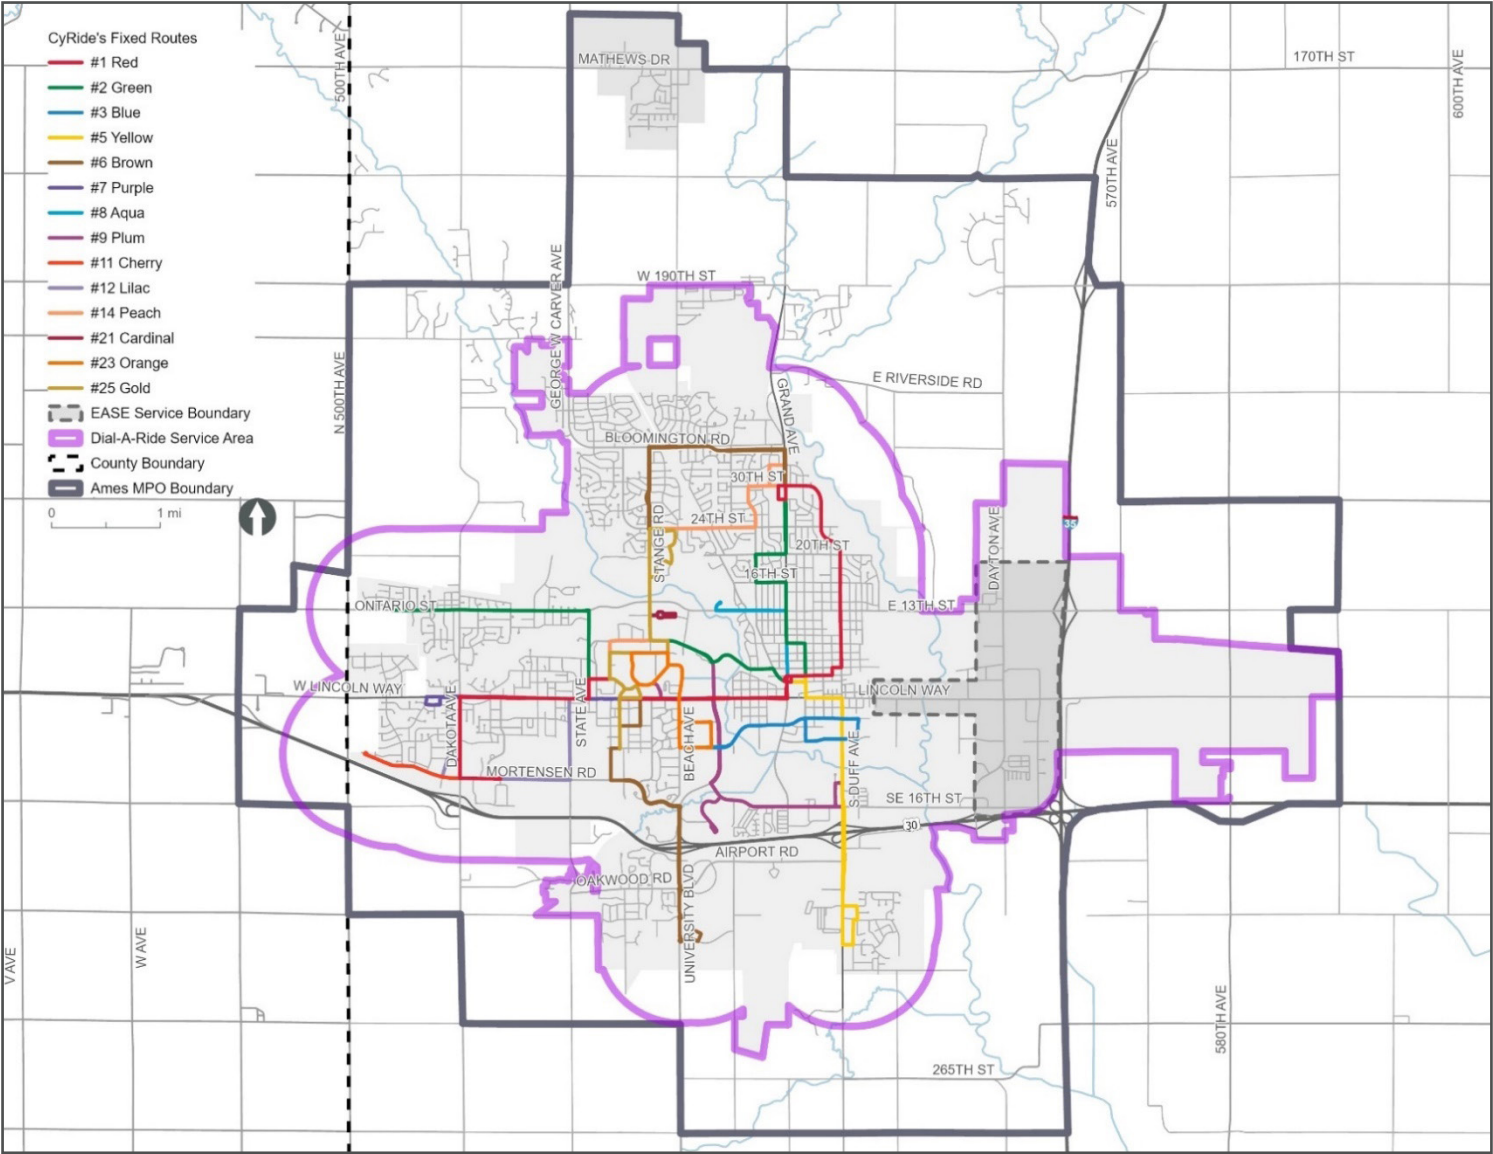 CyRide's Fixed Routes
#1 Red
#2 Green
#3 Blue
#5 Yellow
#6 Brown
#7 Purple
#8 Aqua
#9 Plum
#11 Cherry
#12 Lilac
#14 Peach
#21 Cardinal
#23 Orange
#25 Gold
EASE Service Boundary
Dial-A-Ride Service Area
County Boundary
Ames MPO Boundary
0 1 mi
500TH AVE
MATHEWS DR
170TH ST
600TH AVE
570TH AVE
GEORGE W CARVER AVE
W 190TH ST
N 500TH AVE
GRAND AVE
E RIVERSIDE RD
BLOOMINGTON RD
30TH ST
24TH ST
STANGE RD
20TH ST
16TH ST
DAYTON AVE
35
ONTARIO ST
E 13TH ST
W LINCOLN WAY
LINCOLN WAY
DAKOTA AVE
STATE AVE
BEACH AVE
S DUFF AVE
MORTENSEN RD
SE 16TH ST
30
AIRPORT RD
OAKWOOD RD
UNIVERSITY BLVD
V AVE
W AVE
580TH AVE
265TH ST